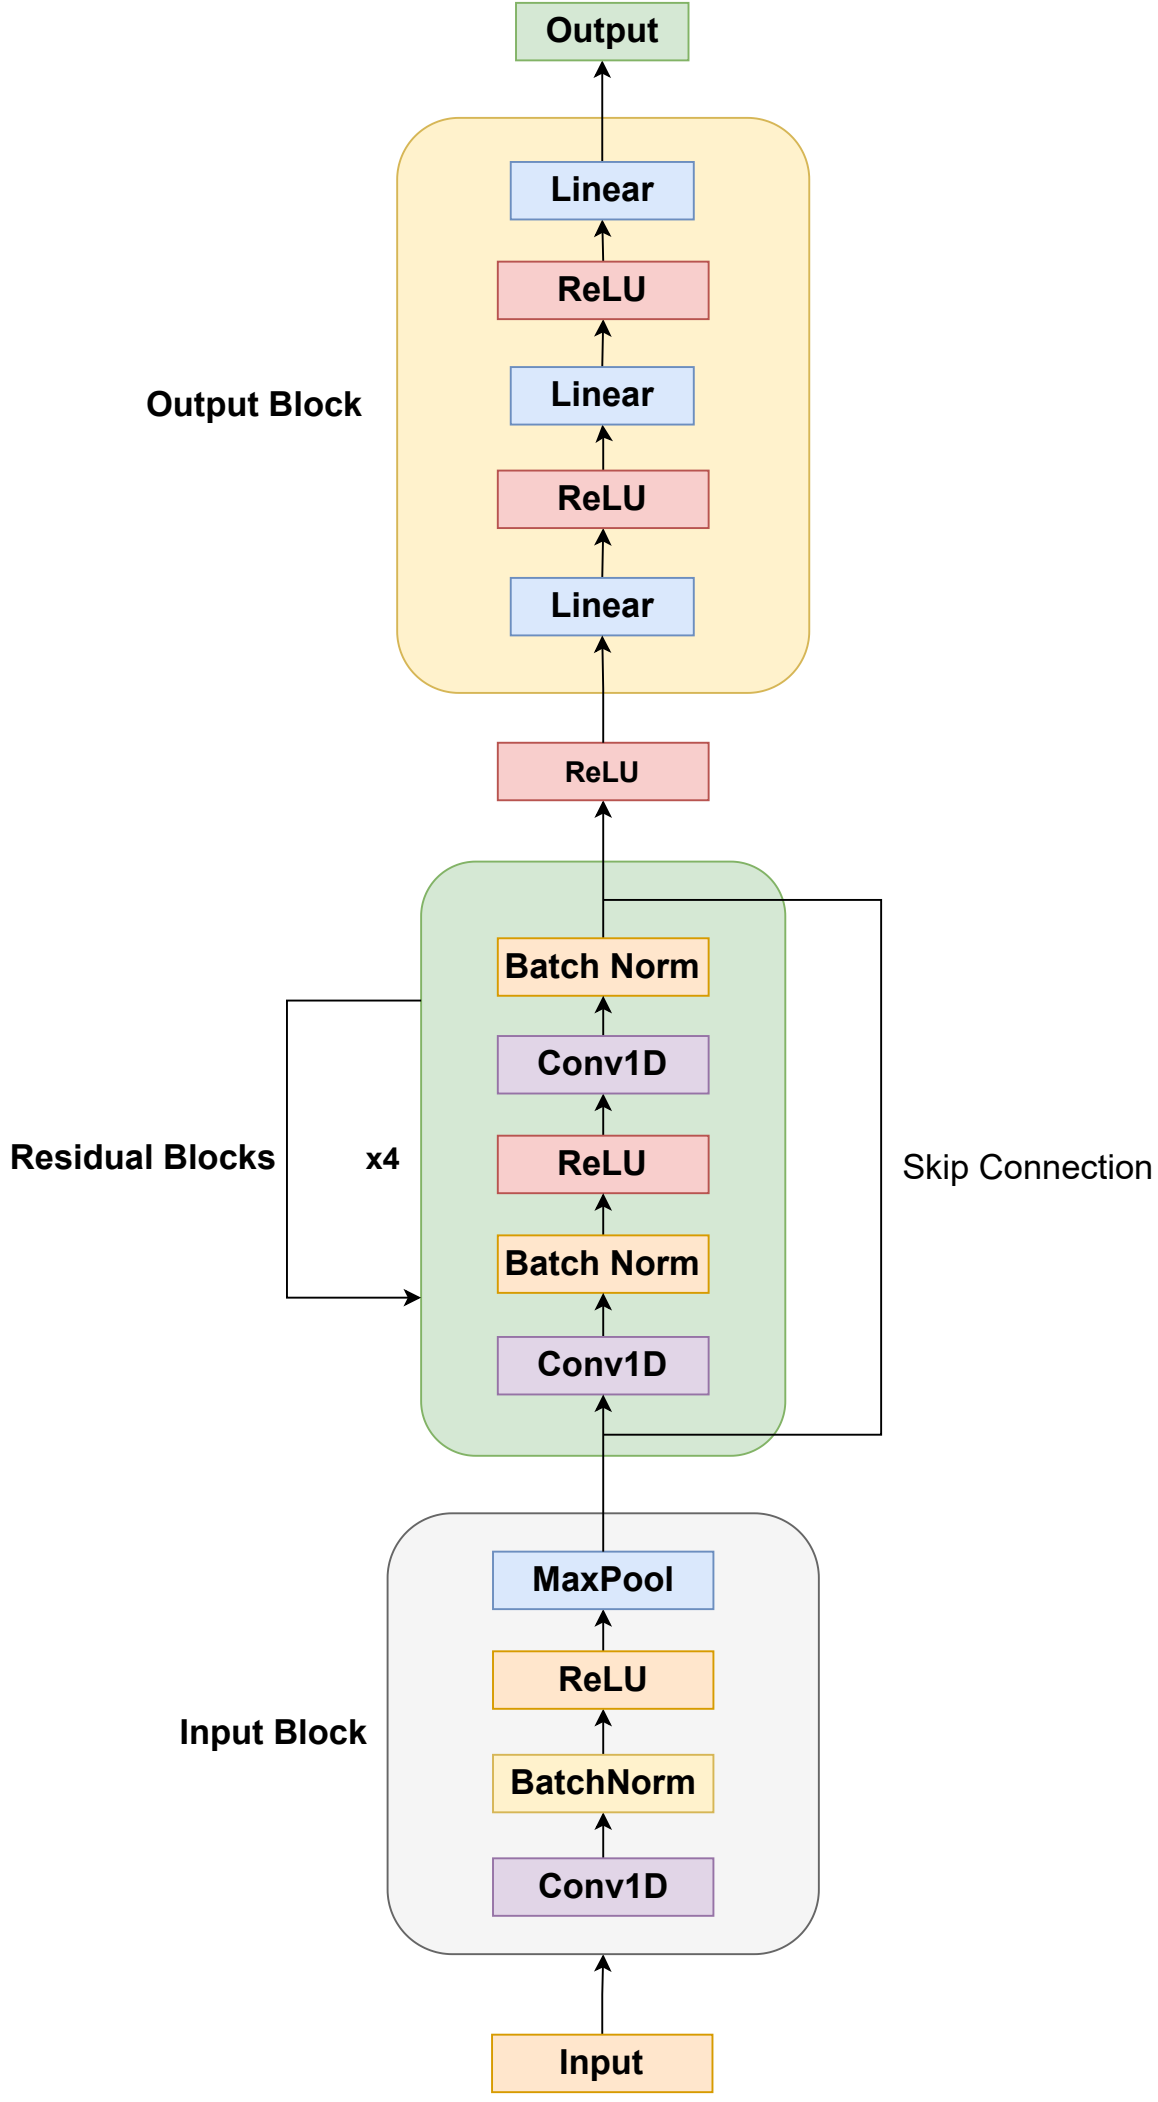 Output
Linear
ReLU
Linear
Output Block
ReLU
Linear
ReLU
Batch Norm
Conv1D
Residual Blocks
x4
ReLU
Skip Connection
Batch Norm
Conv1D
MaxPool
ReLU
Input Block
BatchNorm
Conv1D
Input